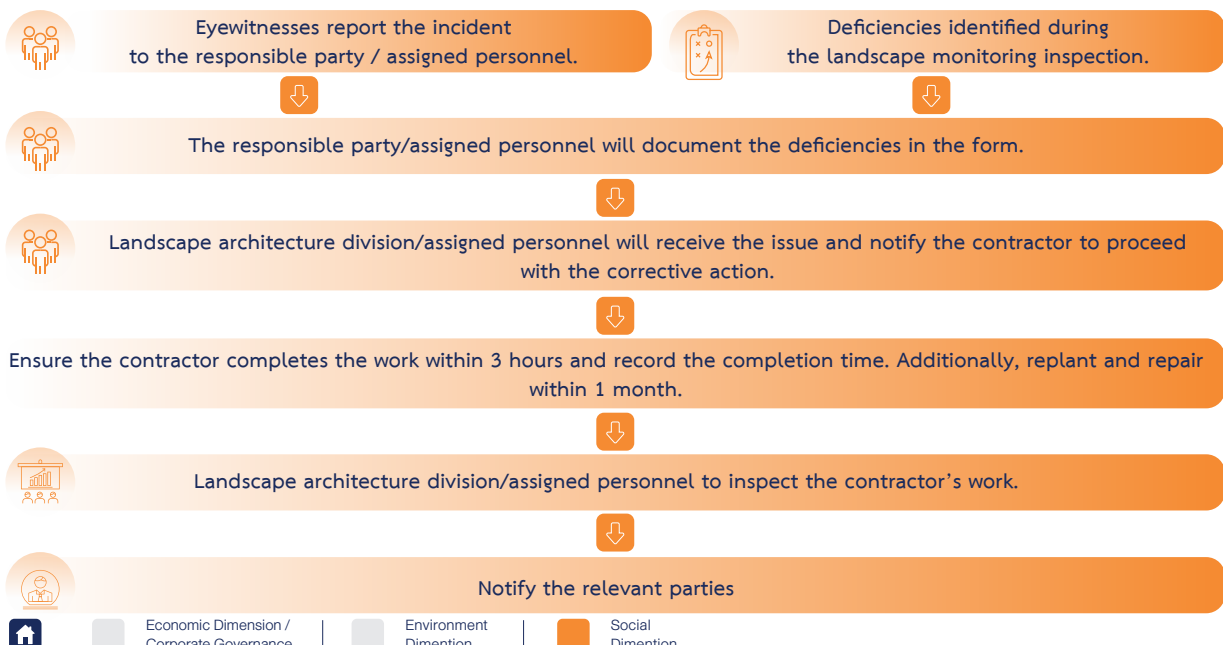 Eyewitnesses report the incident
to the responsible party / assigned personnel.
Deficiencies identified during
the landscape monitoring inspection.
The responsible party/assigned personnel will document the deficiencies in the form.
Landscape architecture division/assigned personnel will receive the issue and notify the contractor to proceed
with the corrective action.
Ensure the contractor completes the work within 3 hours and record the completion time. Additionally, replant and repair
within 1 month.
Landscape architecture division/assigned personnel to inspect the contractor's work.
Notify the relevant parties
Economic Dimension /
Corporate Governance
Environment
Dimention
Social
Dimention